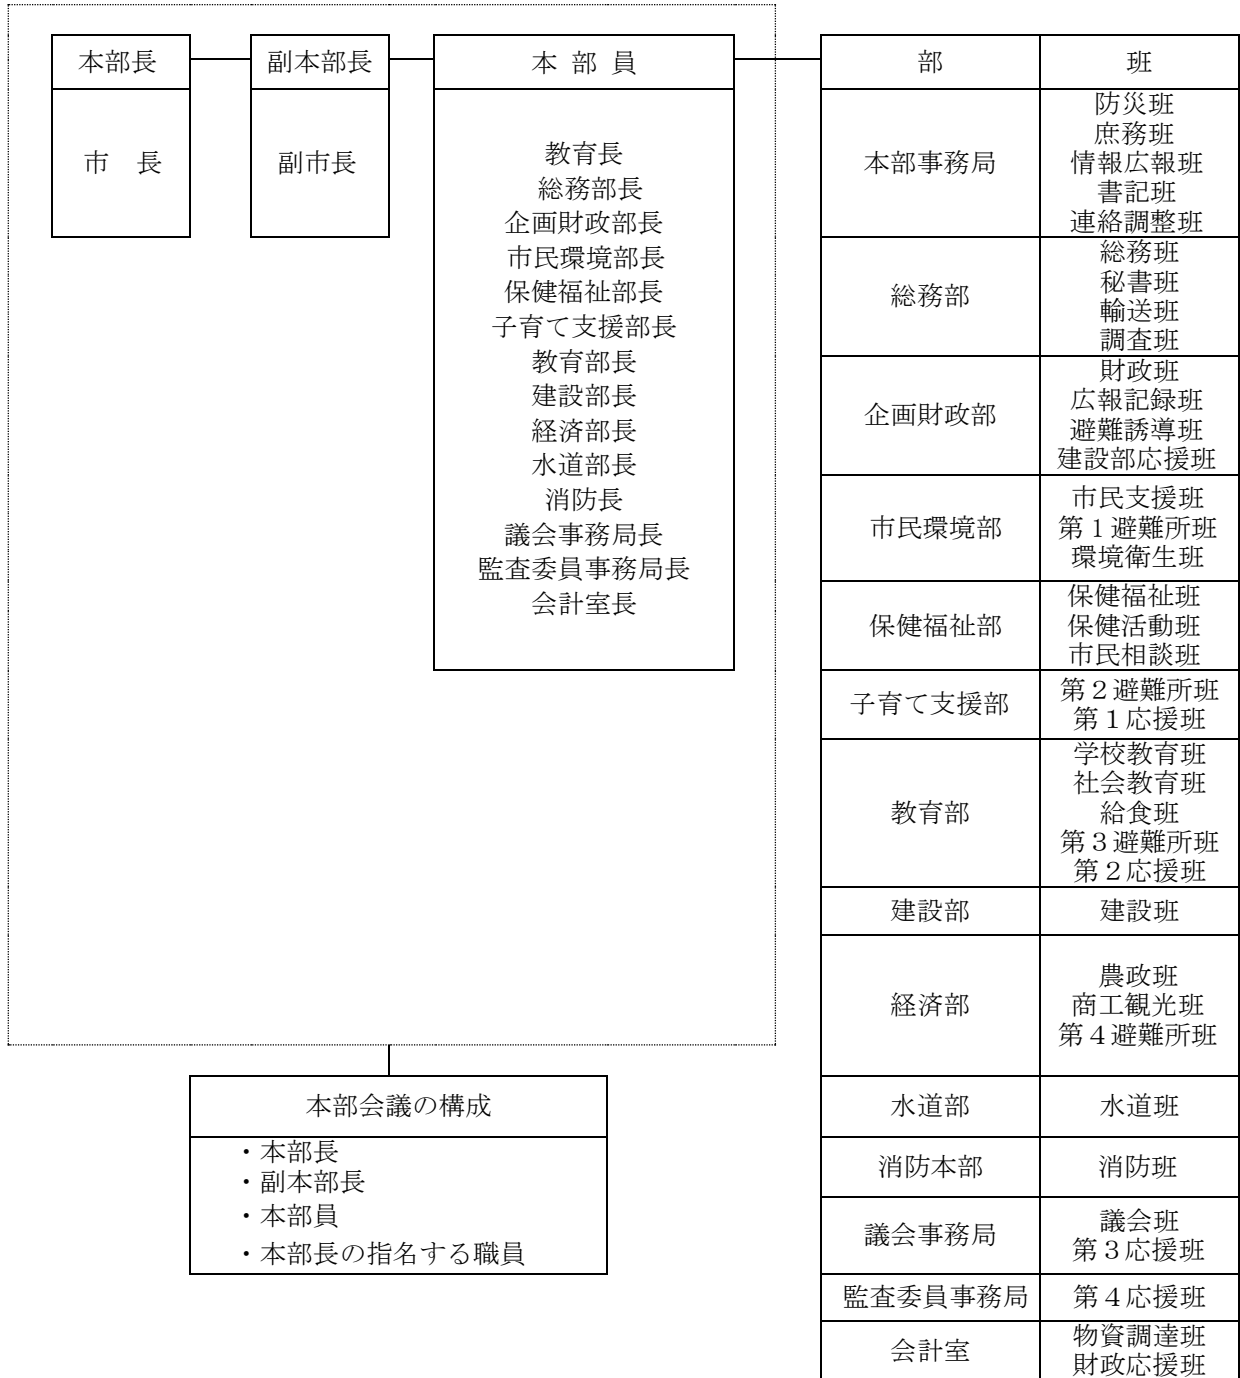 本部長
市　長
副本部長
副市長
本 部 員
教育長
総務部長
企画財政部長
市民環境部長
保健福祉部長
子育て支援部長
教育部長
建設部長
経済部長
水道部長
消防長
議会事務局長
監査委員事務局長
会計室長
部
班
本部事務局
防災班
庶務班
情報広報班
書記班
連絡調整班
総務部
総務班
秘書班
輸送班
調査班
企画財政部
財政班
広報記録班
避難誘導班
建設部応援班
市民環境部
市民支援班
第１避難所班
環境衛生班
保健福祉部
保健福祉班
保健活動班
市民相談班
子育て支援部
第２避難所班
第１応援班
教育部
学校教育班
社会教育班
給食班
第３避難所班
第２応援班
建設部
建設班
経済部
農政班
商工観光班
第４避難所班
水道部
水道班
消防本部
消防班
議会事務局
議会班
第３応援班
監査委員事務局
第４応援班
会計室
物資調達班
財政応援班
本部会議の構成
・本部長
・副本部長
・本部員
・本部長の指名する職員